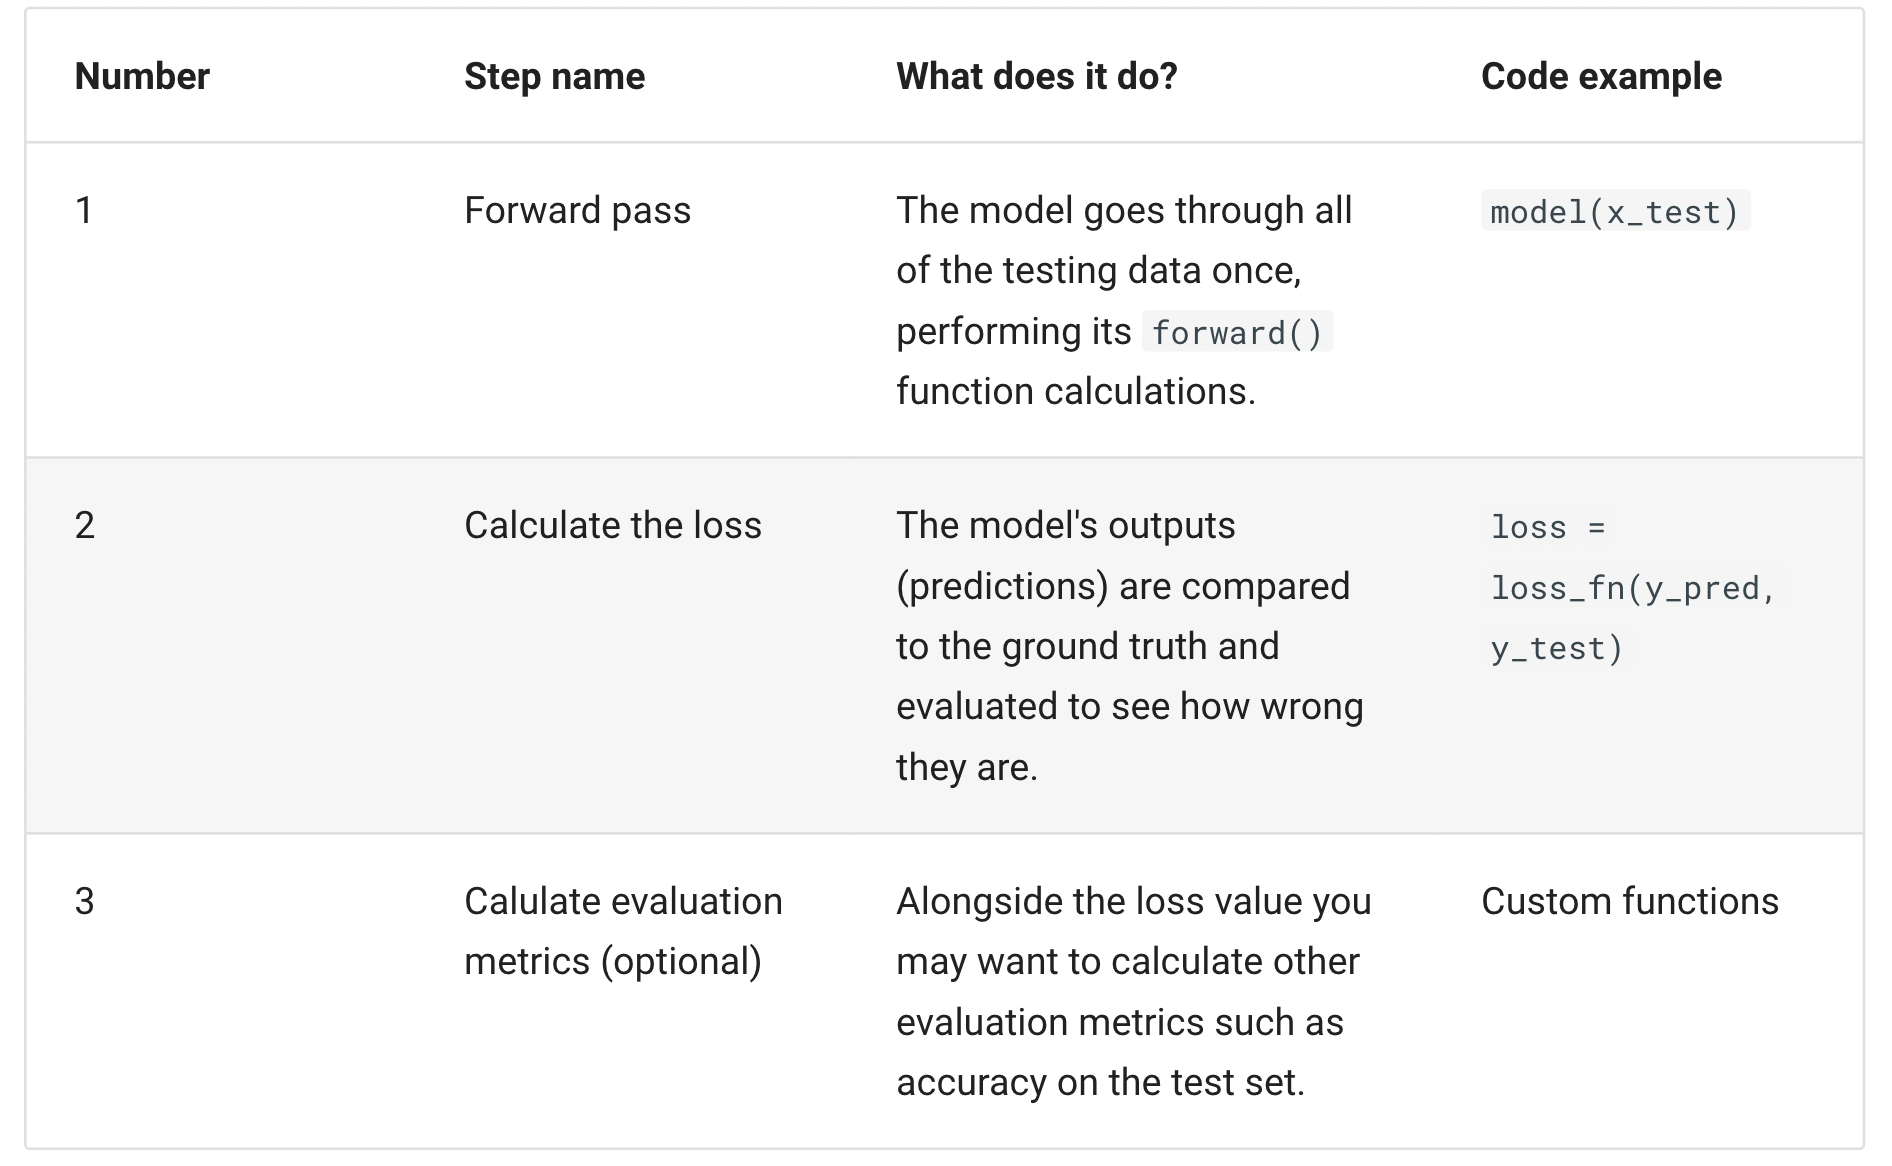 Number Step name What does it do? Code example
1 Forward pass The model goes through all model(x_test)
of the testing data once,
performing its forward()
function calculations.
2 Calculate the loss The model's outputs loss =
(predictions) are compared loss_fn(y_pred,
to the ground truth and y_test)
evaluated to see how wrong
they are.
3 Calulate evaluation Alongside the loss value you Custom functions
metrics (optional) may want to calculate other
evaluation metrics such as
accuracy on the test set.